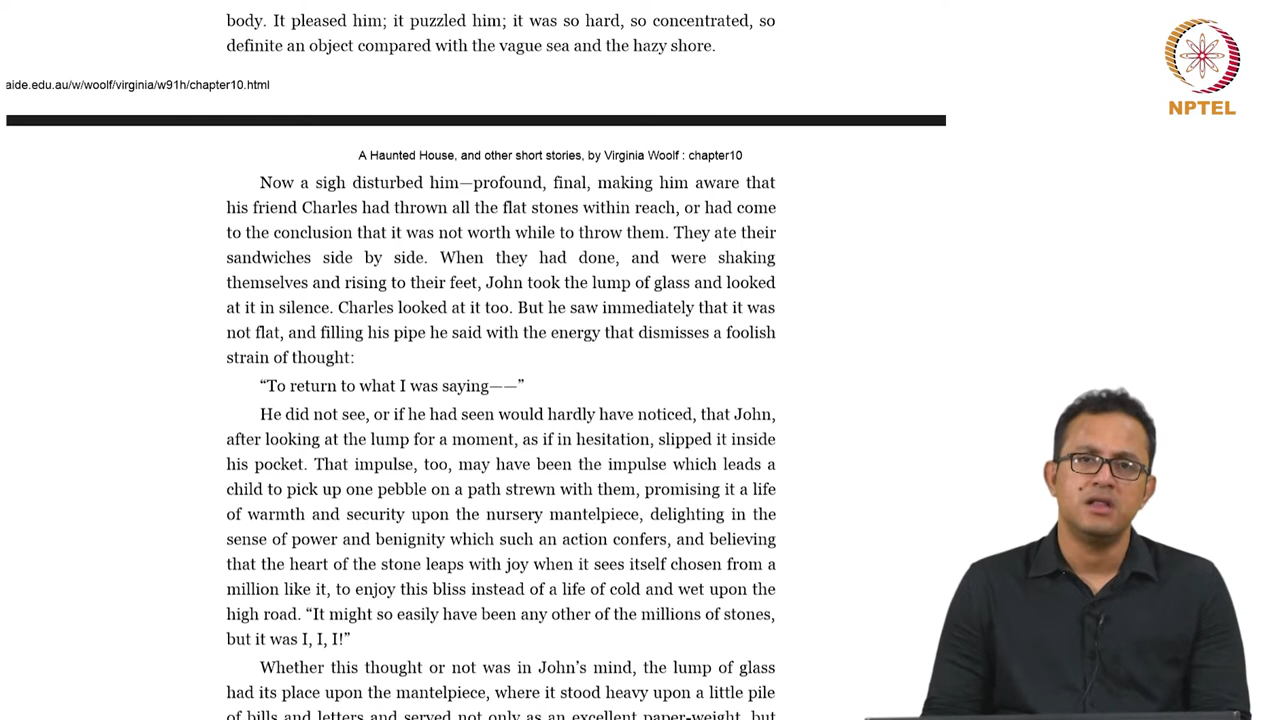 body. It pleased him; it puzzled him; it was so hard, so concentrated, so
definite an object compared with the vague sea and the hazy shore.
aide.edu.au/w/woolf/virginia/w91h/chapter10.html
NPTEL
A Haunted House, and other short stories, by Virginia Woolf : chapter10
Now a sigh disturbed him—profound, final, making him aware that
his friend Charles had thrown all the flat stones within reach, or had come
to the conclusion that it was not worth while to throw them. They ate their
sandwiches side by side. When they had done, and were shaking
themselves and rising to their feet, John took the lump of glass and looked
at it in silence. Charles looked at it too. But he saw immediately that it was
not flat, and filling his pipe he said with the energy that dismisses a foolish
strain of thought:
“To return to what I was saying——”
He did not see, or if he had seen would hardly have noticed, that John,
after looking at the lump for a moment, as if in hesitation, slipped it inside
his pocket. That impulse, too, may have been the impulse which leads a
child to pick up one pebble on a path strewn with them, promising it a life
of warmth and security upon the nursery mantelpiece, delighting in the
sense of power and benignity which such an action confers, and believing
that the heart of the stone leaps with joy when it sees itself chosen from a
million like it, to enjoy this bliss instead of a life of cold and wet upon the
high road. “It might so easily have been any other of the millions of stones,
but it was I, I, I!”
Whether this thought or not was in John’s mind, the lump of glass
had its place upon the mantelpiece, where it stood heavy upon a little pile
of bills and letters and served not only as an excellent paper-weight, but